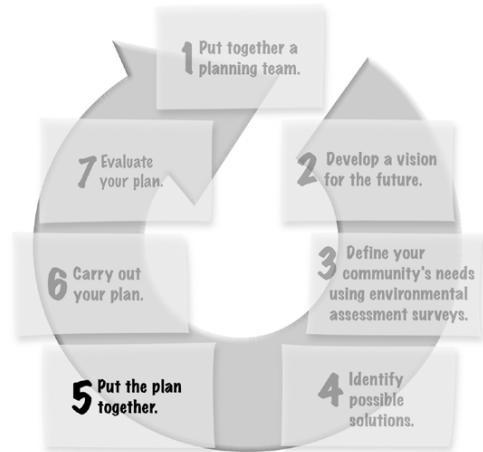 1 Put together a
planning team.
2 Develop a vision
for the future.
3 Define your
community's needs
using environmental
assessment surveys.
4 Identify
possible
solutions.
5 Put the plan
together.
6 Carry out
your plan.
7 Evaluate
your plan.